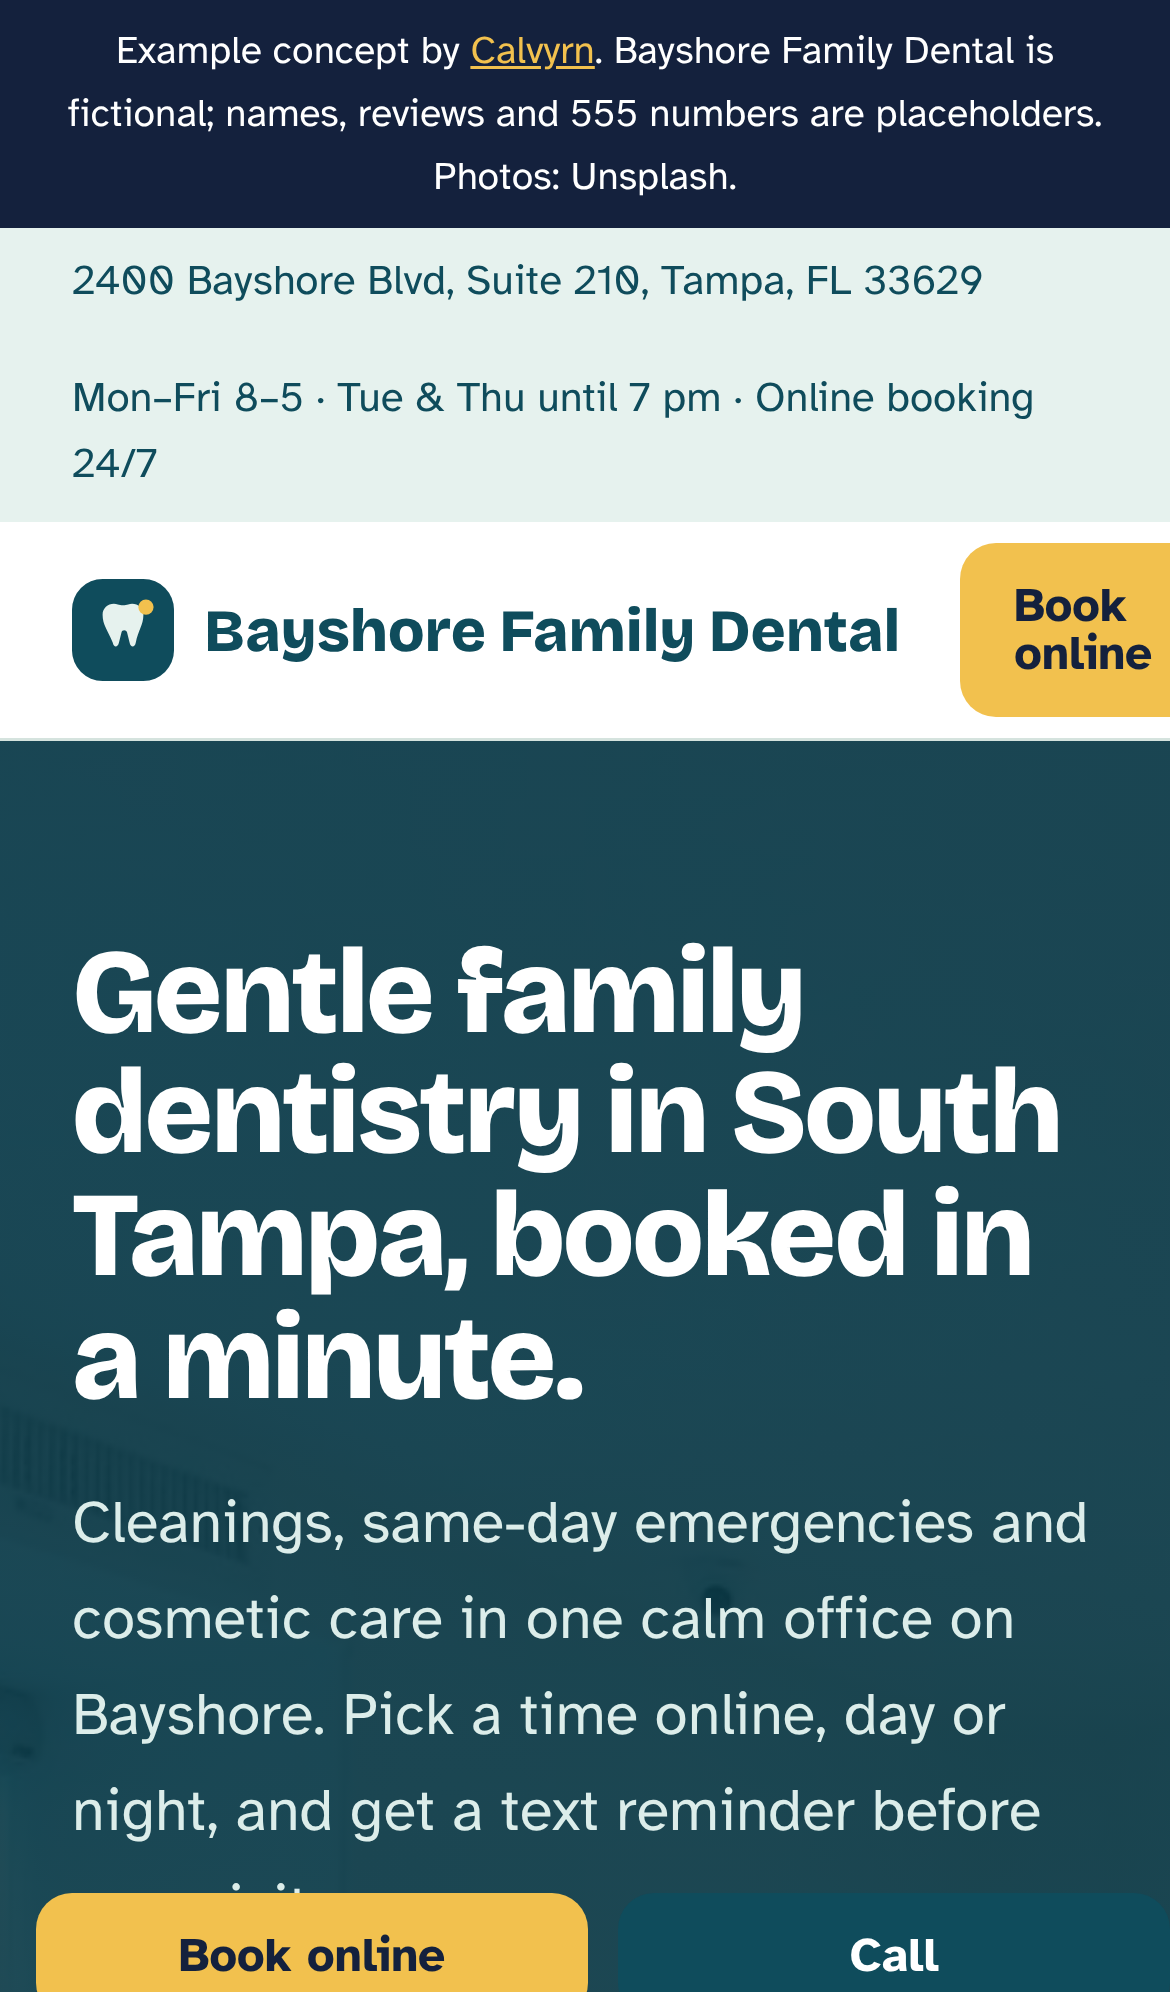 Example concept by Calvyrn. Bayshore Family Dental is
fictional; names, reviews and 555 numbers are placeholders.
Photos: Unsplash.
2400 Bayshore Blvd, Suite 210, Tampa, FL 33629
Mon–Fri 8–5 · Tue & Thu until 7 pm · Online booking
24/7
Bayshore Family Dental
Book
online
Gentle family
dentistry in South
Tampa, booked in
a minute.
Cleanings, same-day emergencies and
cosmetic care in one calm office on
Bayshore. Pick a time online, day or
night, and get a text reminder before
Book online
Call